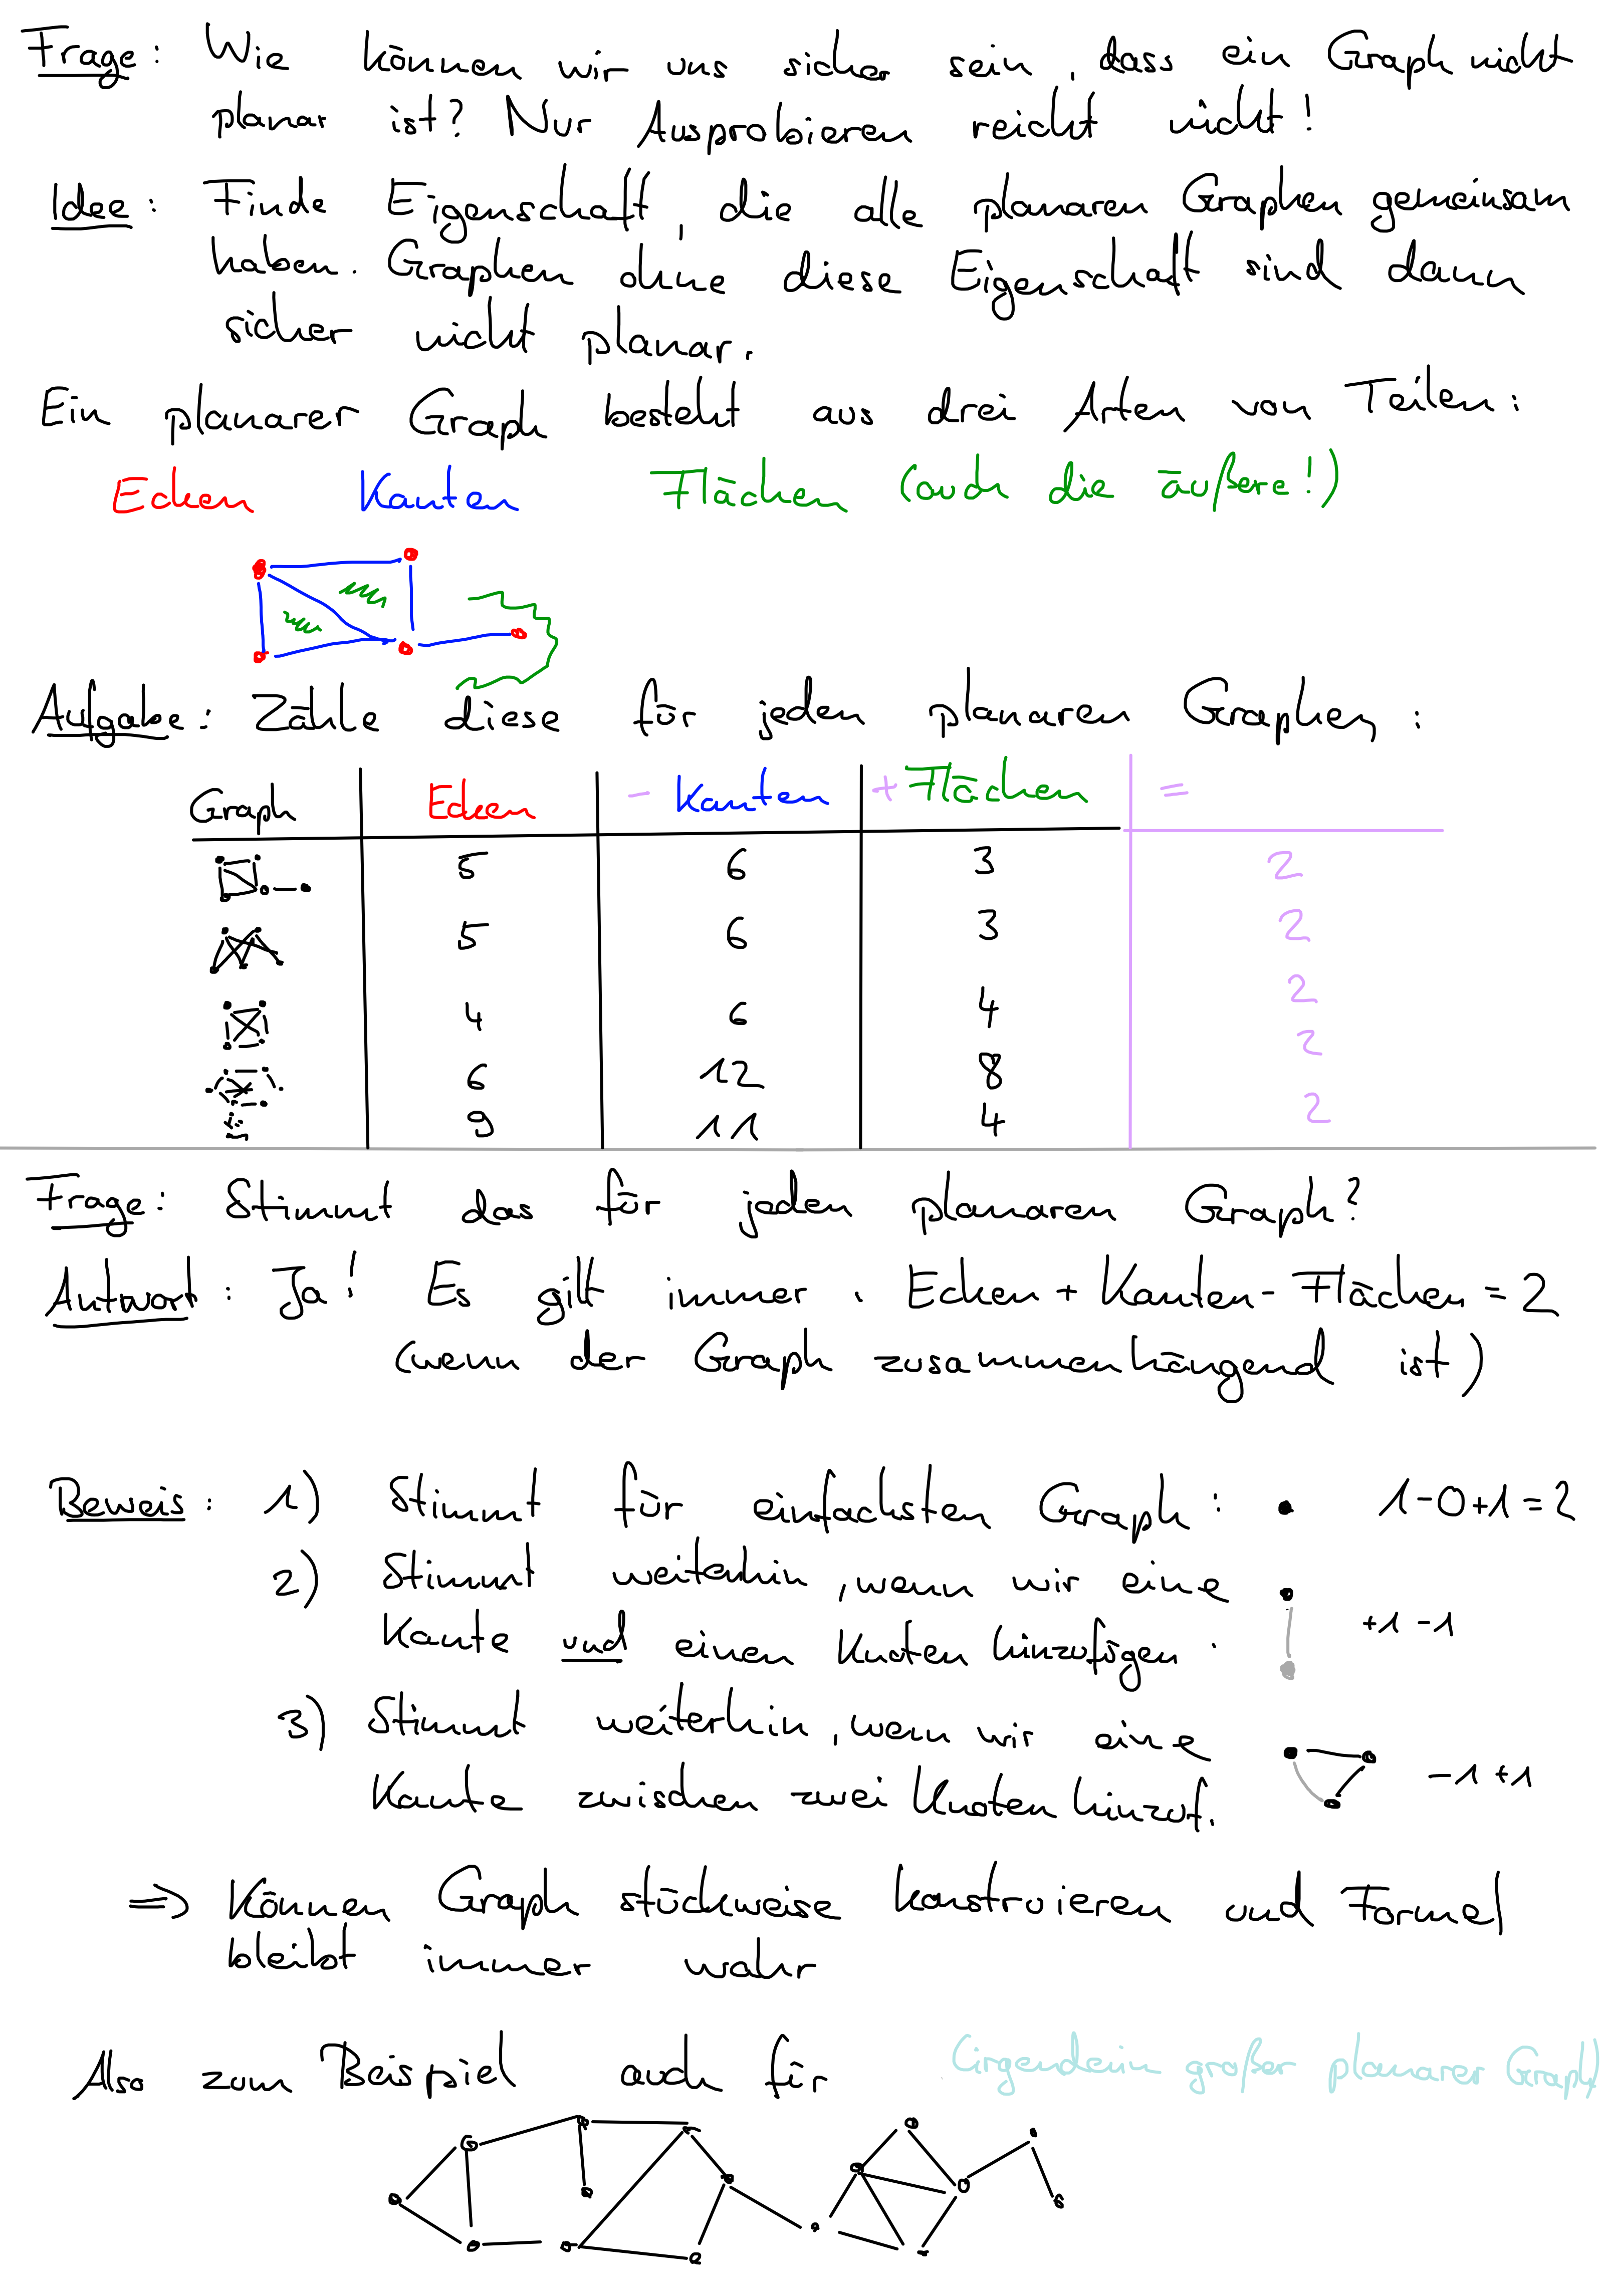 Frage: Wie können wir uns sicher sein, dass ein Graph nicht
planar ist? Nur Ausprobieren reicht nicht!
Idee: Finde Eigenschaft, die alle planaren Graphen gemeinsam
haben. Graphen ohne diese Eigenschaft sind dann
sicher nicht planar.
Ein planarer Graph besteht aus drei Arten von Teilen:
Ecken Kanten Flächen (auch die äußere!)
Aufgabe: Zähle diese für jeden planaren Graphen:
Graph Ecken - Kanten + Flächen =
5 6 3 2
5 6 3 2
4 6 4 2
6 12 8 2
9 11 4 2
Frage: Stimmt das für jeden planaren Graph?
Antwort: Ja! Es gilt immer. Ecken + Kanten - Flächen = 2
(wenn der Graph zusammenhängend ist)
Beweis: 1) Stimmt für einfachsten Graph: 1-0+1=2
2) Stimmt weiterhin, wenn wir eine
Kante und einen Knoten hinzufügen. +1 -1
3) Stimmt weiterhin, wenn wir eine
Kante zwischen zwei Knoten hinzuf. -1 +1
⇒ Können Graph stückweise konstruieren und Formel
bleibt immer wahr
Also zum Beispiel auch für (irgendein großer planarer Graph)